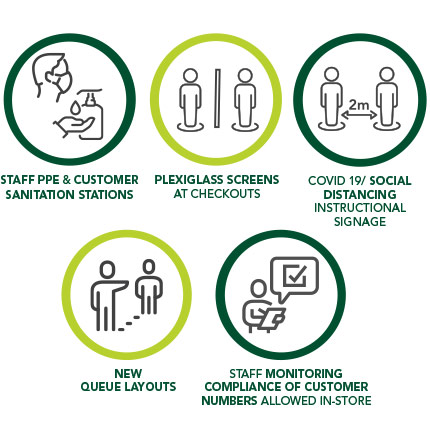 STAFF PPE & CUSTOMER
SANITATION STATIONS
PLEXIGLASS SCREENS
AT CHECKOUTS
2m
COVID 19/ SOCIAL
DISTANCING
INSTRUCTIONAL
SIGNAGE
NEW
QUEUE LAYOUTS
STAFF MONITORING
COMPLIANCE OF CUSTOMER
NUMBERS ALLOWED IN-STORE